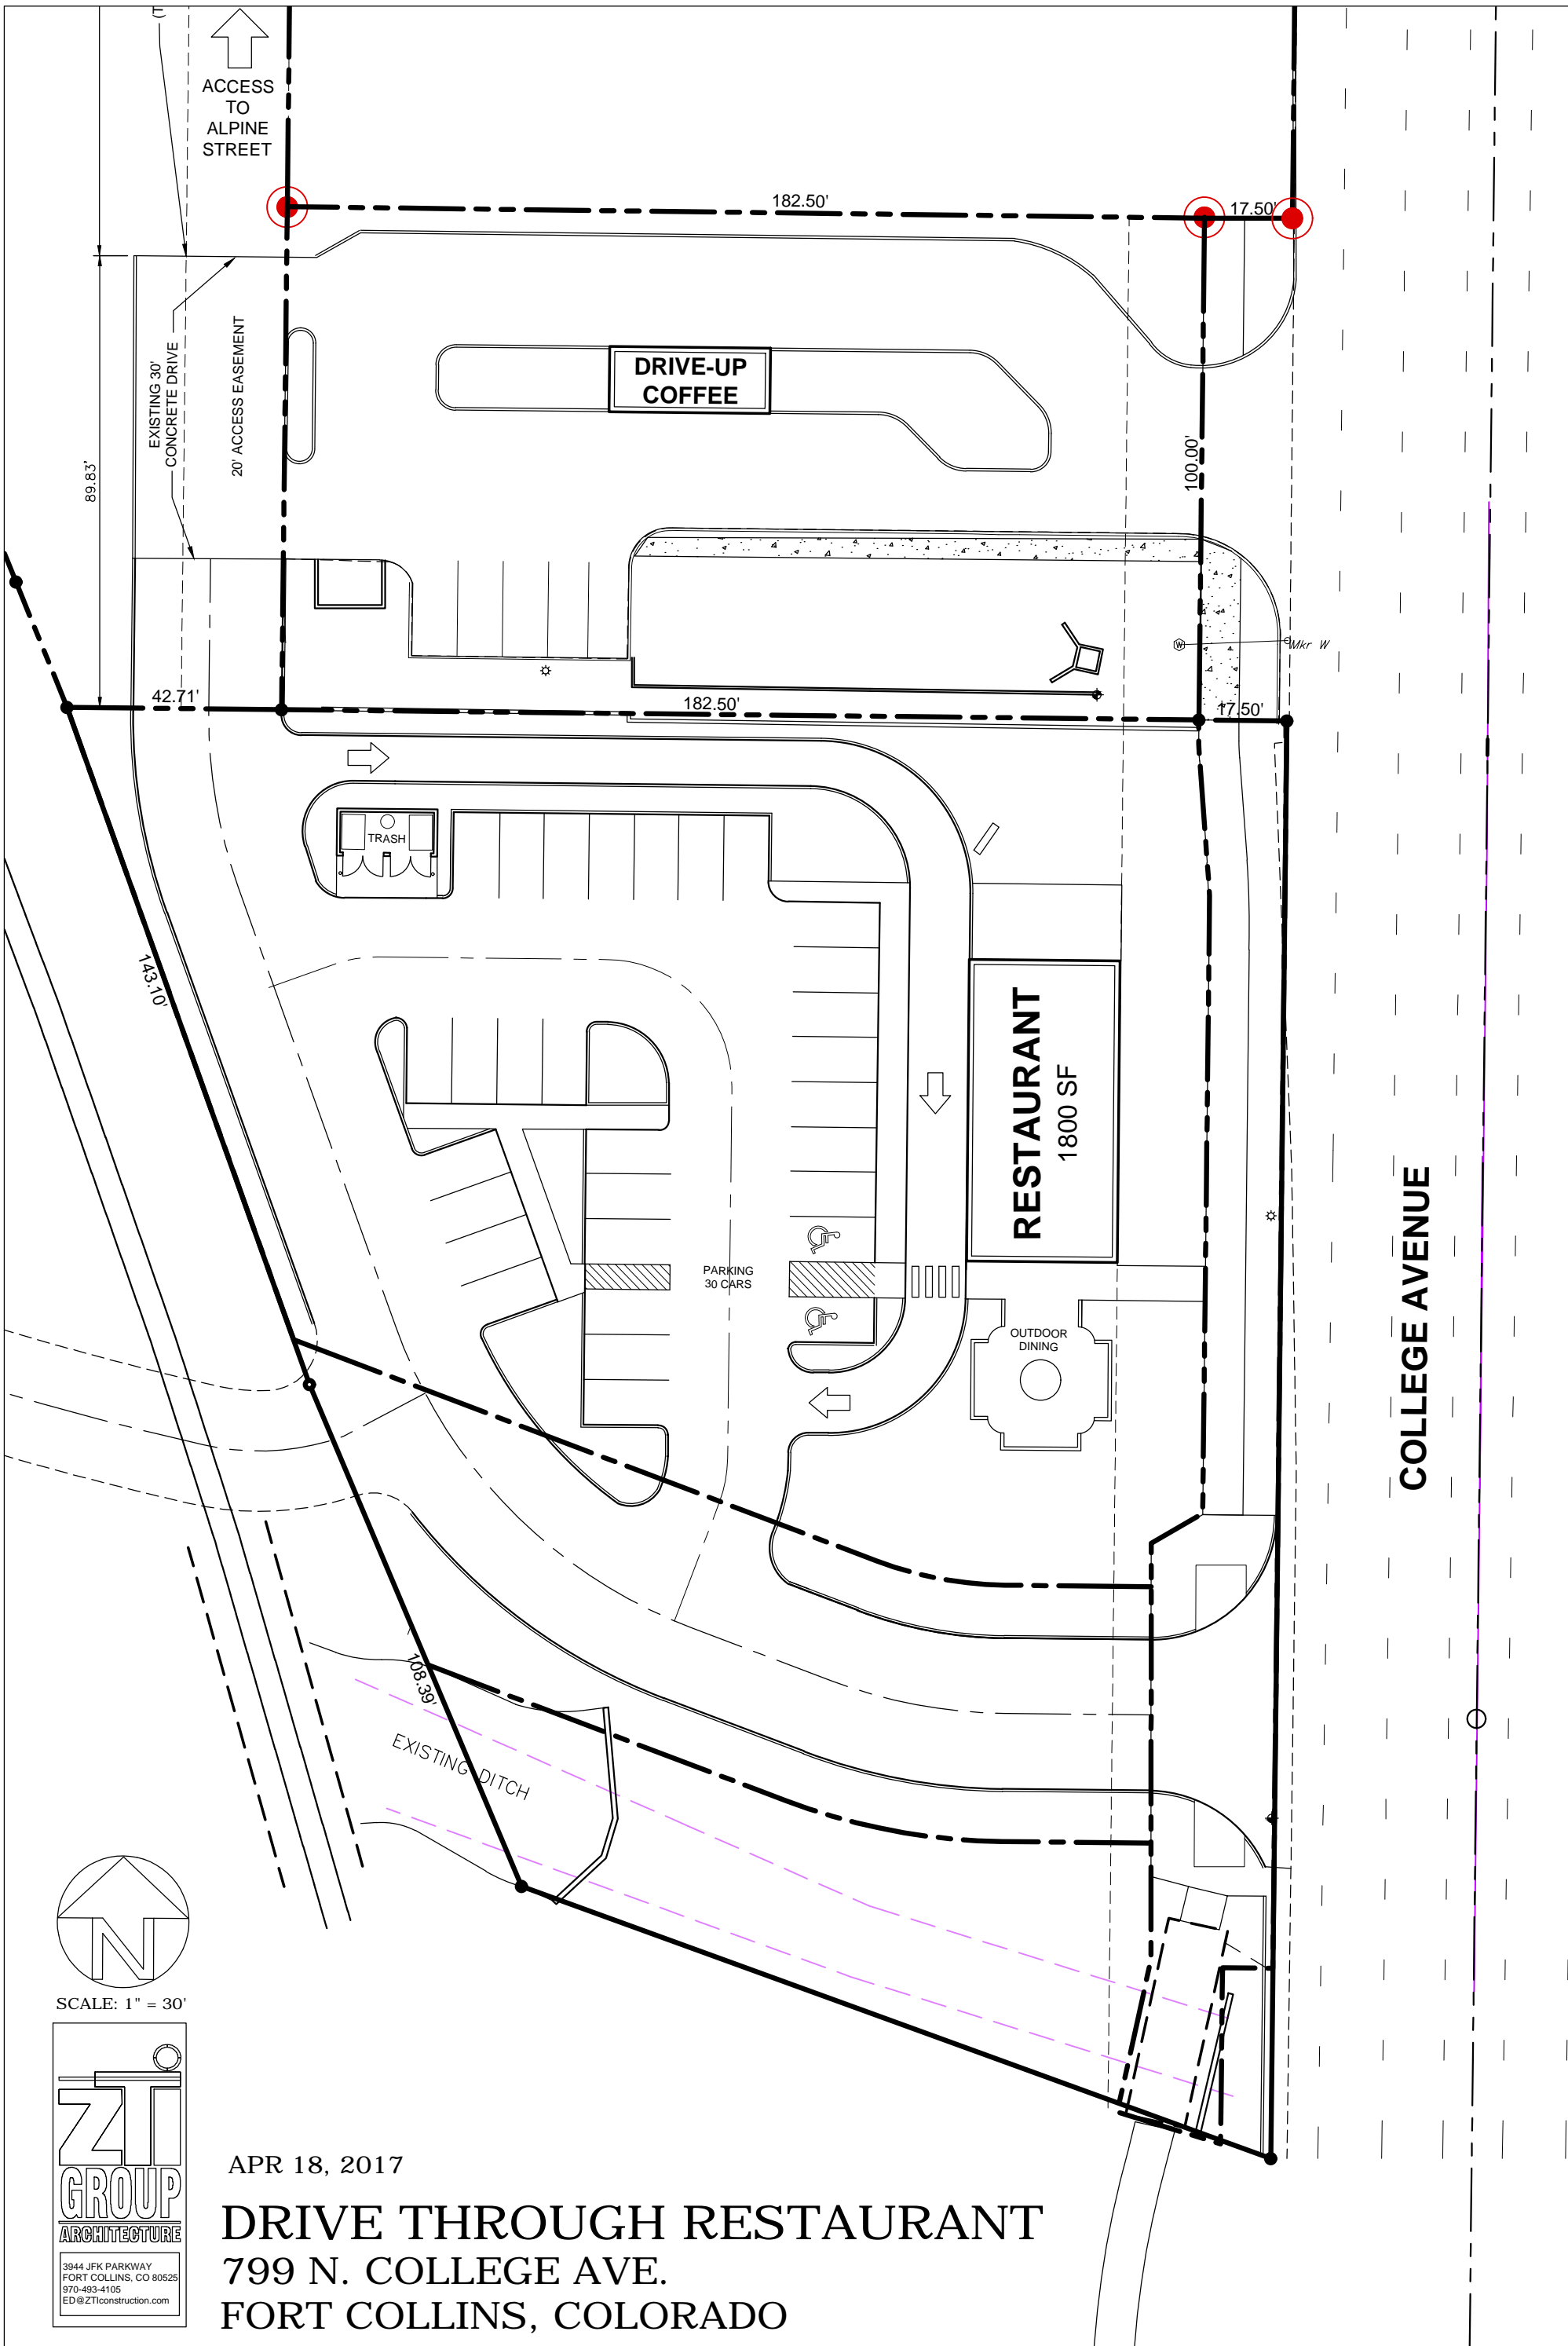 ACCESS
TO
ALPINE
STREET
182.50'
17.50'
89.83'
EXISTING 30'
CONCRETE DRIVE
20' ACCESS EASEMENT
DRIVE-UP
COFFEE
100.00'
Mkr W
W
42.71'
182.50'
17.50'
TRASH
143.10'
RESTAURANT
1800 SF
PARKING
30 CARS
OUTDOOR
DINING
COLLEGE AVENUE
108.39'
EXISTING DITCH
N
SCALE: 1" = 30'
ZTi
GROUP
ARCHITECTURE
3944 JFK PARKWAY
FORT COLLINS, CO 80525
970-493-4105
ED@ZTIconstruction.com
APR 18, 2017
DRIVE THROUGH RESTAURANT
799 N. COLLEGE AVE.
FORT COLLINS, COLORADO